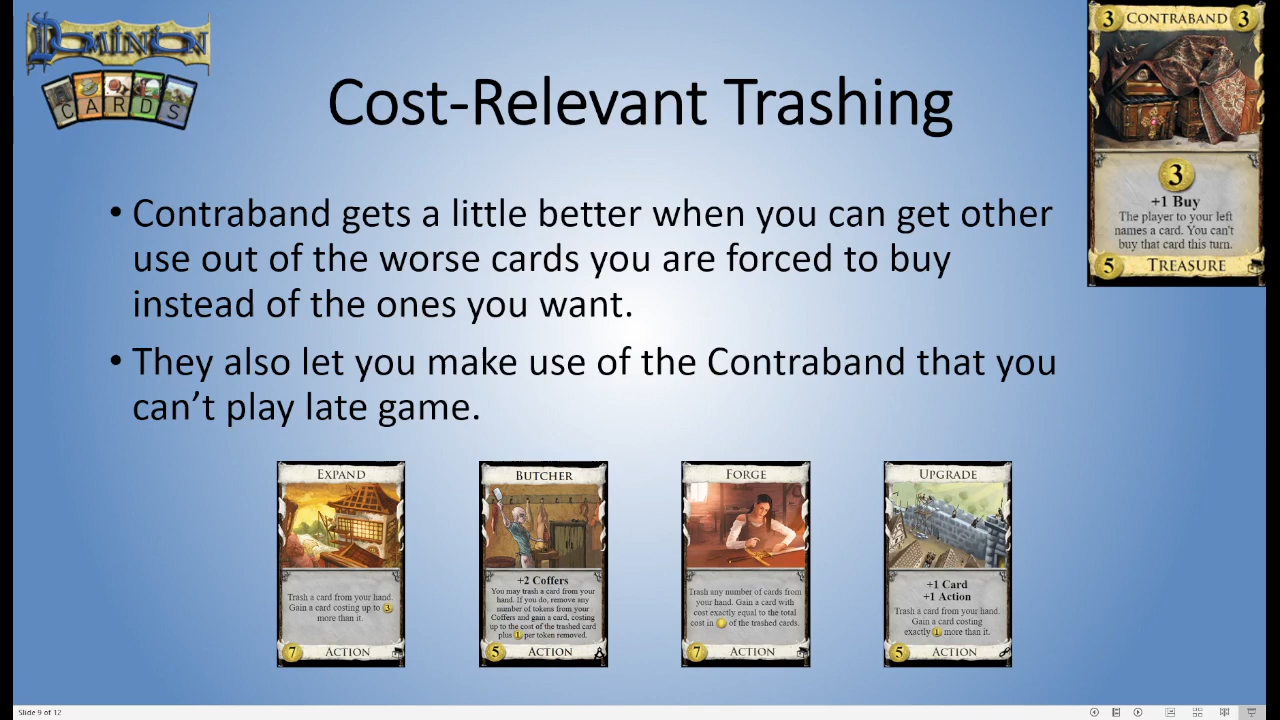 DOMINION
CARDS
Cost-Relevant Trashing
3 CONTRABAND 3
3
+1 Buy
The player to your left
names a card. You can't
buy that card this turn.
5 TREASURE
• Contraband gets a little better when you can get other
use out of the worse cards you are forced to buy
instead of the ones you want.
• They also let you make use of the Contraband that you
can't play late game.
EXPAND
Trash a card from your hand.
Gain a card costing up to 3
more than it.
7 ACTION
BUTCHER
+2 Coffers
You may trash a card from your
hand. If you do, remove any
number of tokens from your
Coffers and gain a card, costing
up to the cost of the trashed card
plus 1 per token removed.
5 ACTION
FORGE
Trash any number of cards from
your hand. Gain a card with
cost exactly equal to the total
cost in of the trashed cards.
7 ACTION
UPGRADE
+1 Card
+1 Action
Trash a card from your hand.
Gain a card costing
exactly 1 more than it.
5 ACTION
Slide 9 of 12